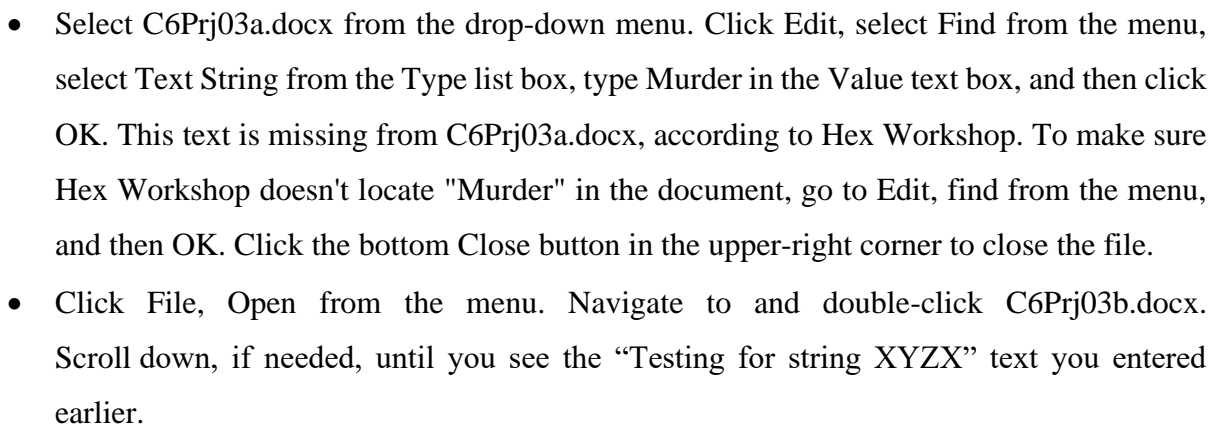 • Select C6Prj03a.docx from the drop-down menu. Click Edit, select Find from the menu,
select Text String from the Type list box, type Murder in the Value text box, and then click
OK. This text is missing from C6Prj03a.docx, according to Hex Workshop. To make sure
Hex Workshop doesn't locate "Murder" in the document, go to Edit, find from the menu,
and then OK. Click the bottom Close button in the upper-right corner to close the file.
• Click File, Open from the menu. Navigate to and double-click C6Prj03b.docx.
Scroll down, if needed, until you see the “Testing for string XYZX” text you entered
earlier.